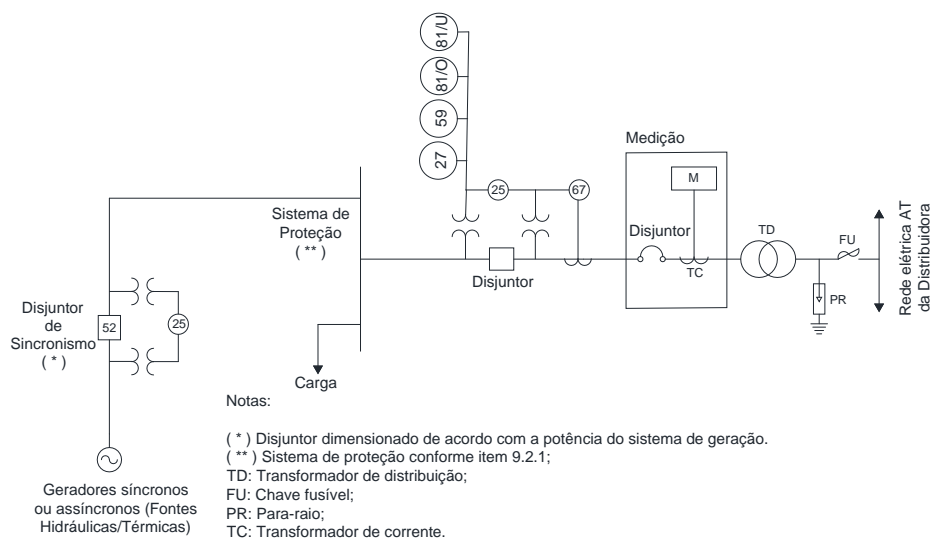 81/U
81/O
59
27
25
67
Medição
M
Disjuntor
TC
TD
FU
PR
Rede elétrica AT
da Distribuidora
Sistema de
Proteção
( ** )
Disjuntor
Disjuntor
de
Sincronismo
( * )
52
25
Carga
Geradores síncronos
ou assíncronos (Fontes
Hidráulicas/Térmicas)
Notas:
( * ) Disjuntor dimensionado de acordo com a potência do sistema de geração.
( ** ) Sistema de proteção conforme item 9.2.1;
TD: Transformador de distribuição;
FU: Chave fusível;
PR: Para-raio;
TC: Transformador de corrente.